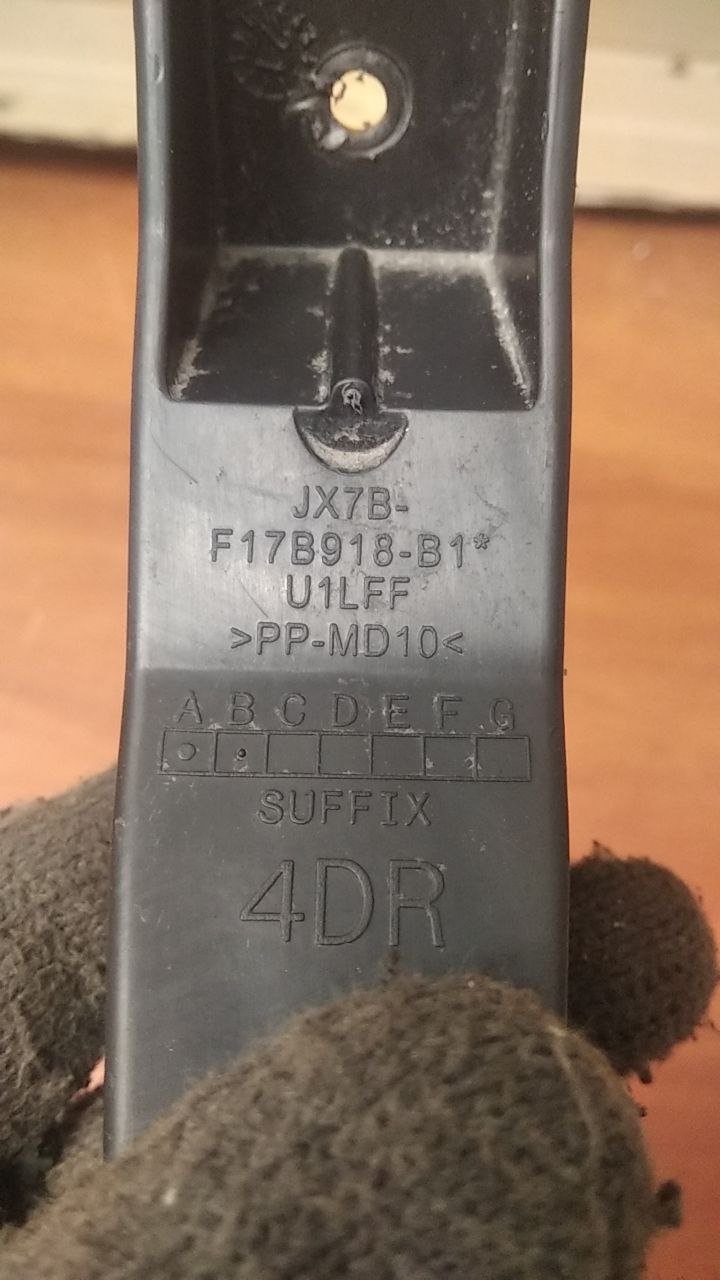 JX7B-
F17B918-B1*
U1LFF
>PP-MD10<
A B C D E F G
SUFFIX
4DR